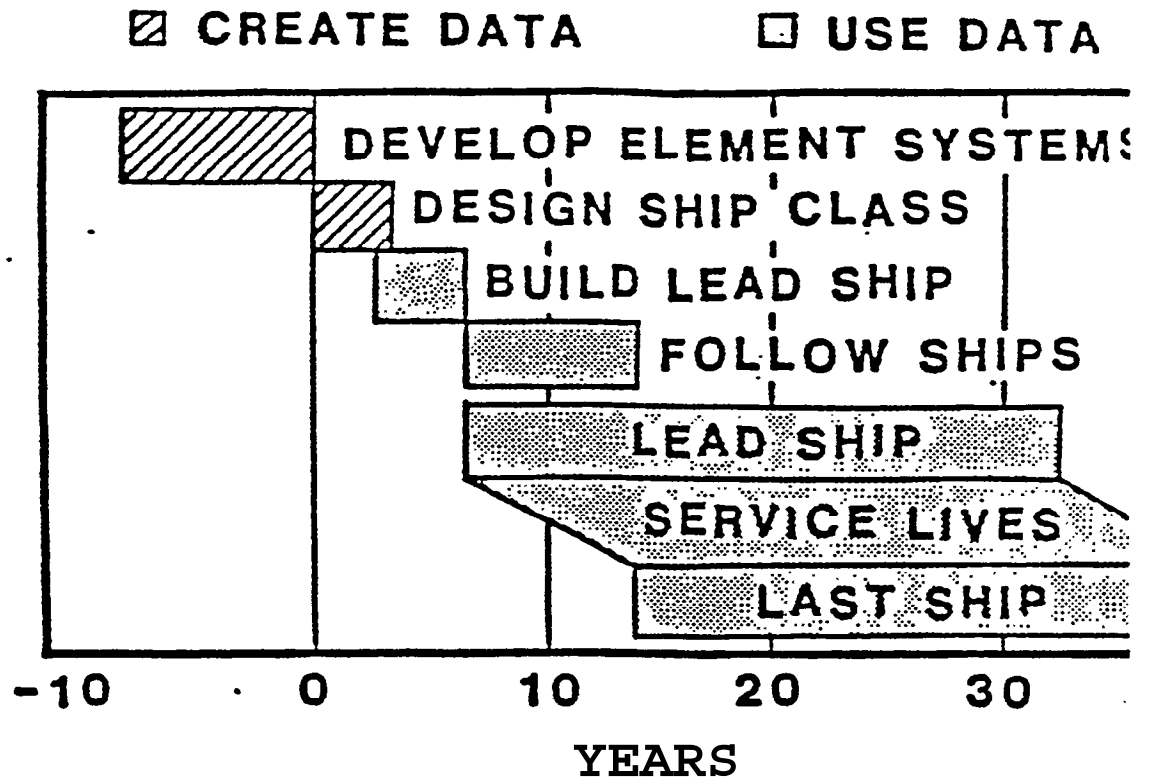 CREATE DATA USE DATA
DEVELOP ELEMENT SYSTEMS
DESIGN SHIP CLASS
BUILD LEAD SHIP
FOLLOW SHIPS
LEAD SHIP
SERVICE LIVES
LAST SHIP
-10 0 10 20 30
YEARS